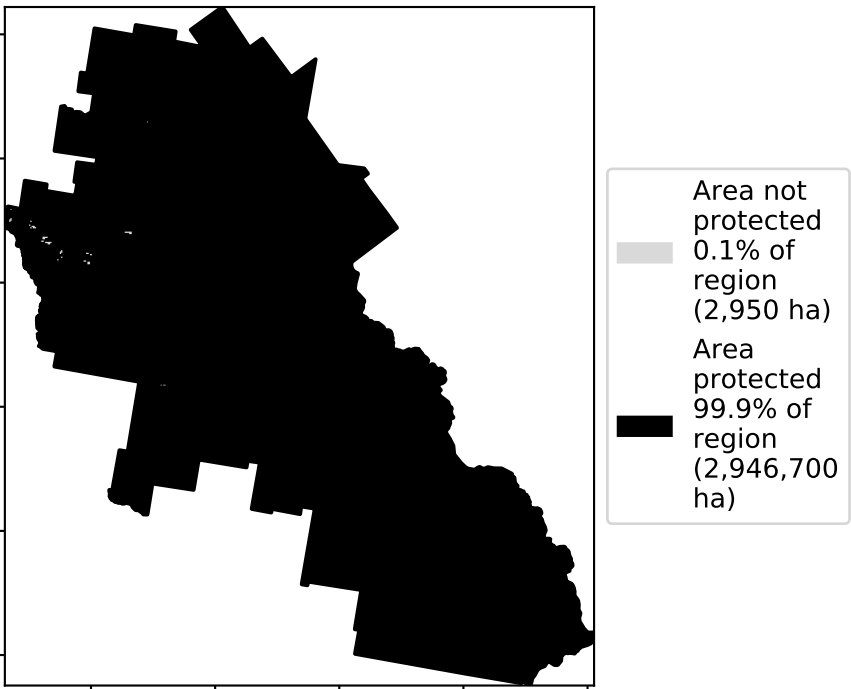 Area not
protected
0.1% of
region
(2,950 ha)
Area
protected
99.9% of
region
(2,946,700
ha)